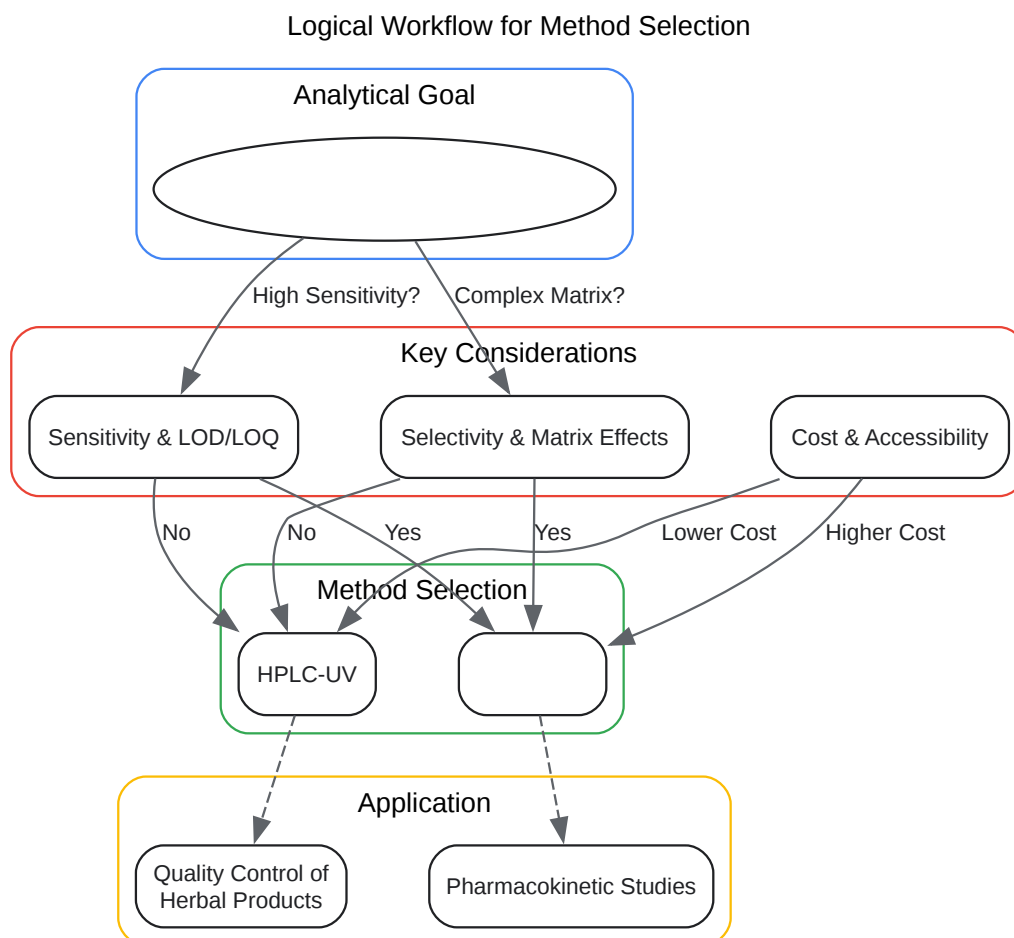 Logical Workflow for Method Selection
Analytical Goal
High Sensitivity?
Complex Matrix?
Key Considerations
Sensitivity & LOD/LOQ
Selectivity & Matrix Effects
Cost & Accessibility
No
No
Yes
Yes
Lower Cost
Higher Cost
Method Selection
HPLC-UV
Application
Quality Control of
Herbal Products
Pharmacokinetic Studies